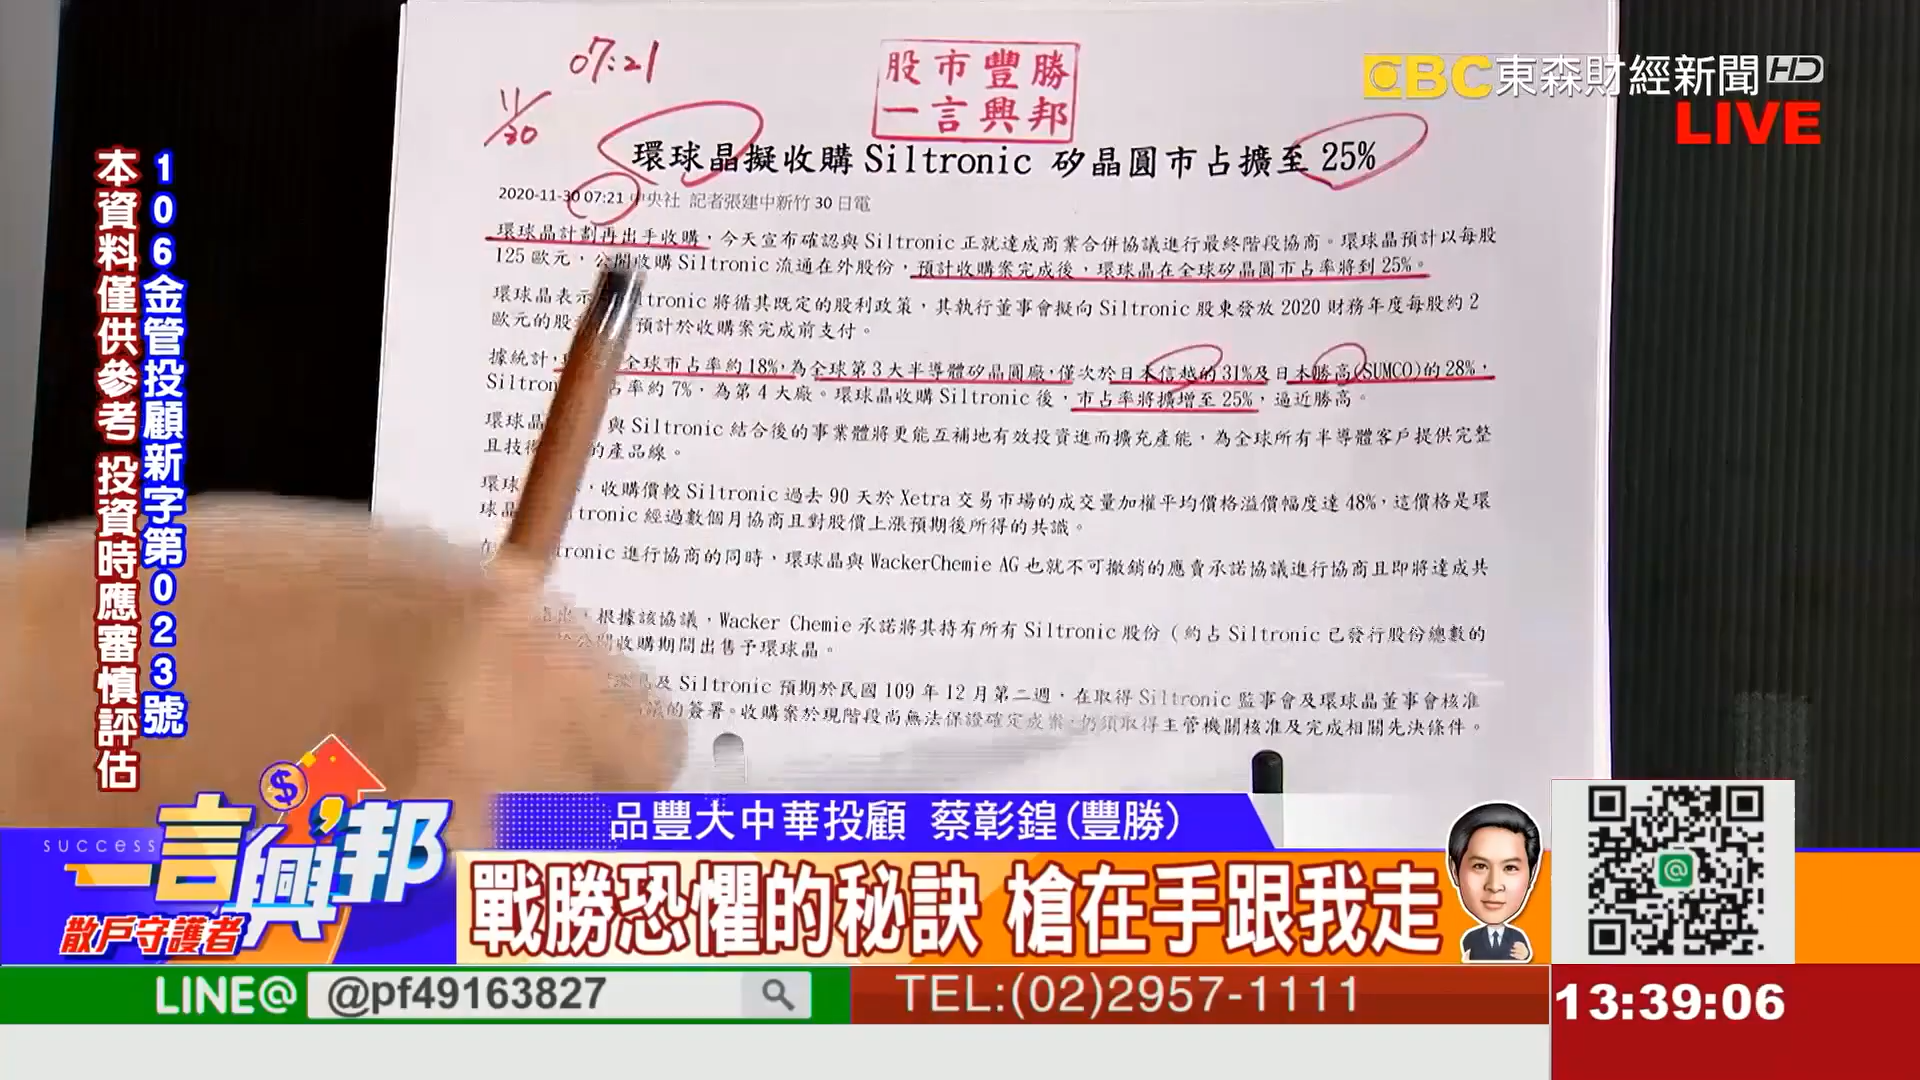 07:21
11/30
股市豐勝
一言興邦
EBC東森財經新聞HD
LIVE
環球晶擬收購 Siltronic 矽晶圓市占擴至 25%
2020-11-30 07:21 中央社 記者張建中新竹 30 日電
環球晶計劃再出手收購，今天宣布確認與 Siltronic 正就達成商業合併協議進行最終階段協商。環球晶預計以每股
125 歐元，公開收購 Siltronic 流通在外股份，預計收購案完成後，環球晶在全球矽晶圓市占率將到 25%。
環球晶表示 ltronic 將循其既定的股利政策，其執行董事會擬向 Siltronic 股東發放 2020 財務年度每股約 2
歐元的股 預計於收購案完成前支付。
據統計， 全球市占率約 18%，為全球第 3 大半導體矽晶圓廠，僅次於日本信越的 31%及日本勝高(SUMCO)的 28%，
Siltron 占率約 7%，為第 4 大廠。環球晶收購 Siltronic 後，市占率將擴增至 25%，逼近勝高。
環球晶 與 Siltronic 結合後的事業體將更能互補地有效投資進而擴充產能，為全球所有半導體客戶提供完整
且技術 的產品線。
環球 ，收購價較 Siltronic 過去 90 天於 Xetra 交易市場的成交量加權平均價格溢價幅度達 48%，這價格是環
球晶 tronic 經過數個月協商且對股價上漲預期後所得的共識。
tronic 進行協商的同時，環球晶與 WackerChemie AG 也就不可撤銷的應賣承諾協議進行協商且即將達成共
，根據該協議，Wacker Chemie 承諾將其持有所有 Siltronic 股份（約占 Siltronic 已發行股份總數的
公開收購期間出售予環球晶。
及 Siltronic 預期於民國 109 年 12 月第二週，在取得 Siltronic 監事會及環球晶董事會核准
議的簽署。收購案於現階段尚無法保證確定成案，仍須取得主管機關核准及完成相關先決條件。
106金管投顧新字第023號
本資料僅供參考 投資時應審慎評估
success
一言興邦
散戶守護者
品豐大中華投顧 蔡彰鍠(豐勝)
戰勝恐懼的秘訣 槍在手跟我走
LINE@ @pf49163827
TEL:(02)2957-1111
13:39:06